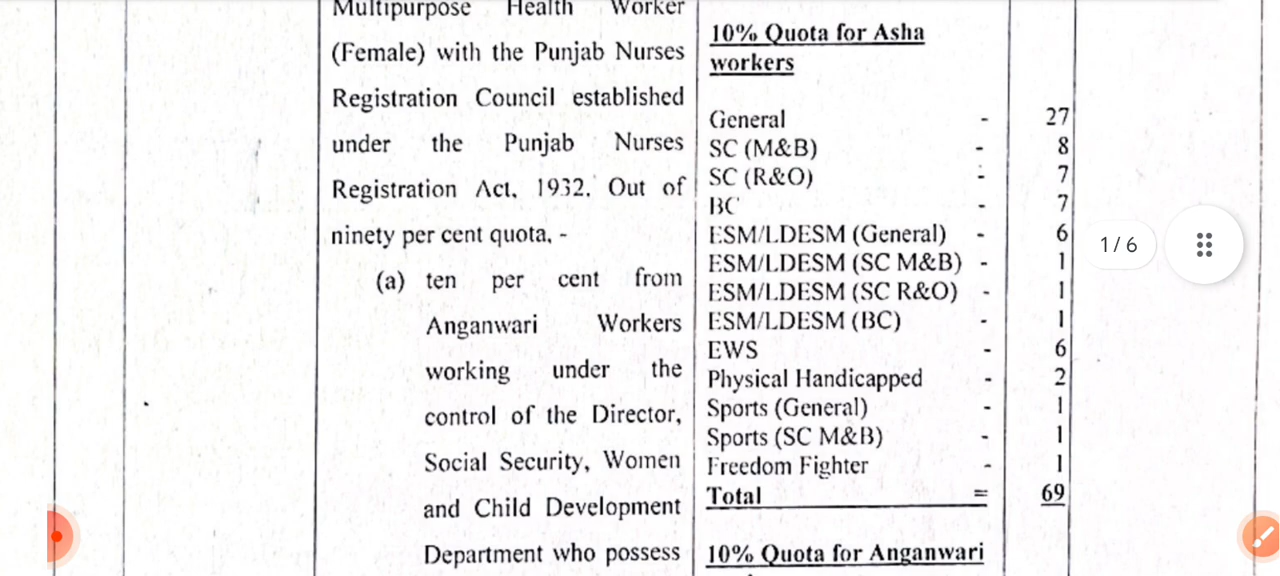 Multipurpose Health Worker
(Female) with the Punjab Nurses
Registration Council established
under the Punjab Nurses
Registration Act, 1932. Out of
ninety per cent quota, -
(a) ten per cent from
Anganwari Workers
working under the
control of the Director,
Social Security, Women
and Child Development
Department who possess
10% Quota for Asha
workers
General - 27
SC (M&B) - 8
SC (R&O) - 7
BC - 7
ESM/LDESM (General) - 6
ESM/LDESM (SC M&B) - 1
ESM/LDESM (SC R&O) - 1
ESM/LDESM (BC) - 1
EWS - 6
Physical Handicapped - 2
Sports (General) - 1
Sports (SC M&B) - 1
Freedom Fighter - 1
Total = 69
10% Quota for Anganwari
1/6